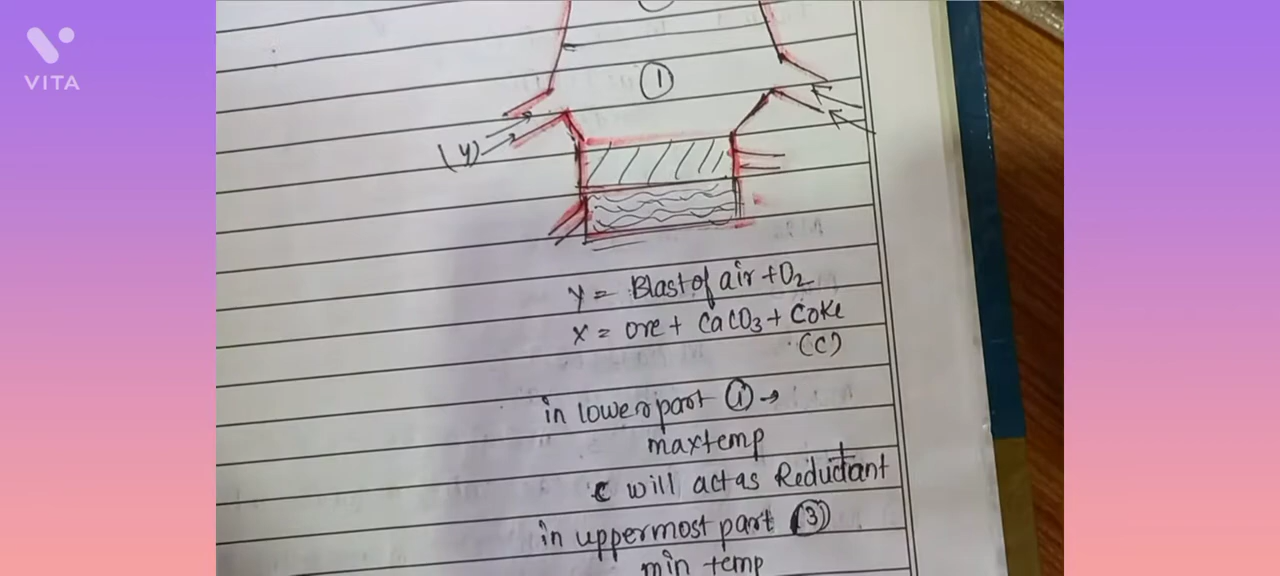 VITA
(1)
(y)
y = Blast of air + O2
x = ore + CaCO3 + Coke
(C)
in lower part (1) →
max temp
C will act as Reductant
in uppermost part (3)
min temp